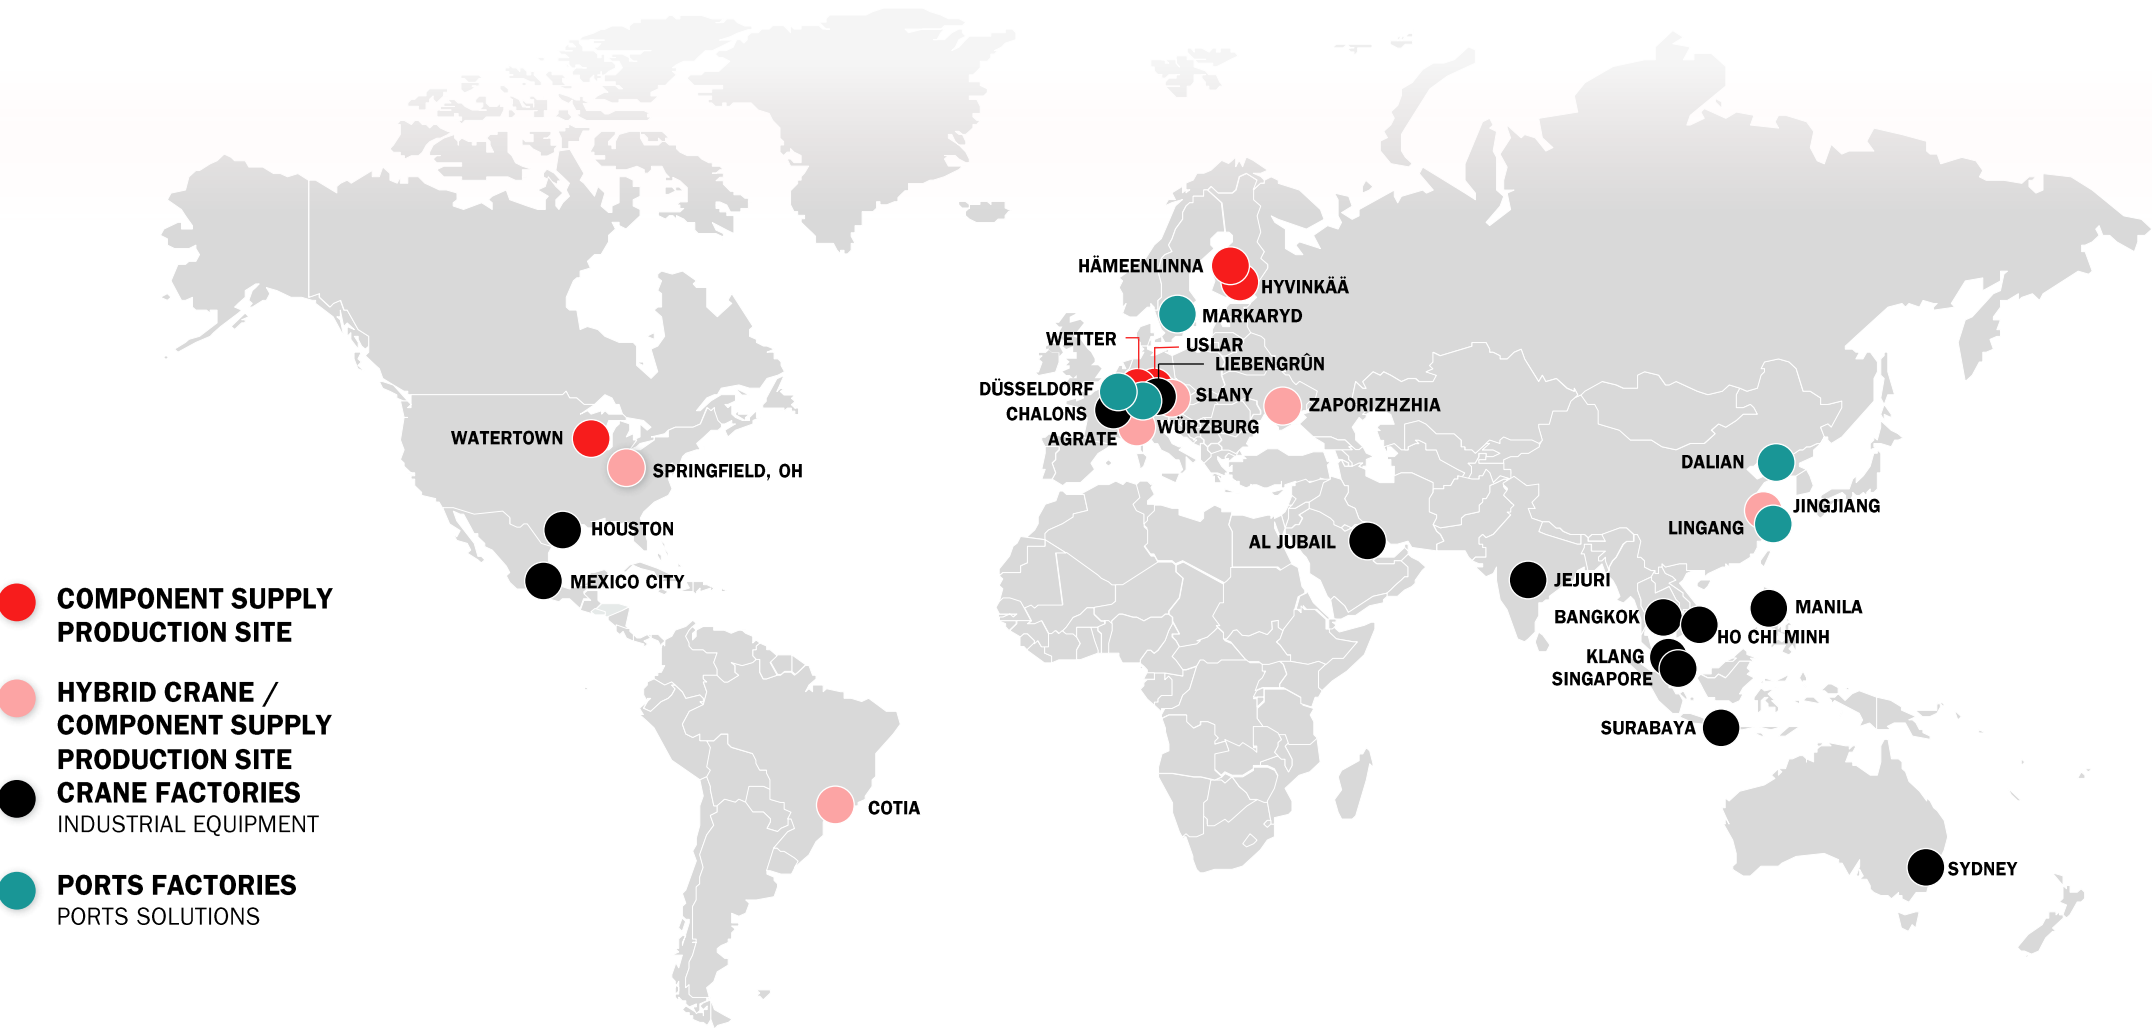 HÄMEENLINNA
HYVINKÄÄ
MARKARYD
WETTER
USLAR
LIEBENGRÛN
DÜSSELDORF
SLANY
CHALONS
ZAPORIZHZHIA
WÜRZBURG
AGRATE
WATERTOWN
SPRINGFIELD, OH
DALIAN
JINGJIANG
LINGANG
HOUSTON
AL JUBAIL
MEXICO CITY
JEJURI
BANGKOK
MANILA
HO CHI MINH
KLANG
SINGAPORE
SURABAYA
COTIA
SYDNEY
COMPONENT SUPPLY
PRODUCTION SITE
HYBRID CRANE /
COMPONENT SUPPLY
PRODUCTION SITE
CRANE FACTORIES
INDUSTRIAL EQUIPMENT
PORTS FACTORIES
PORTS SOLUTIONS